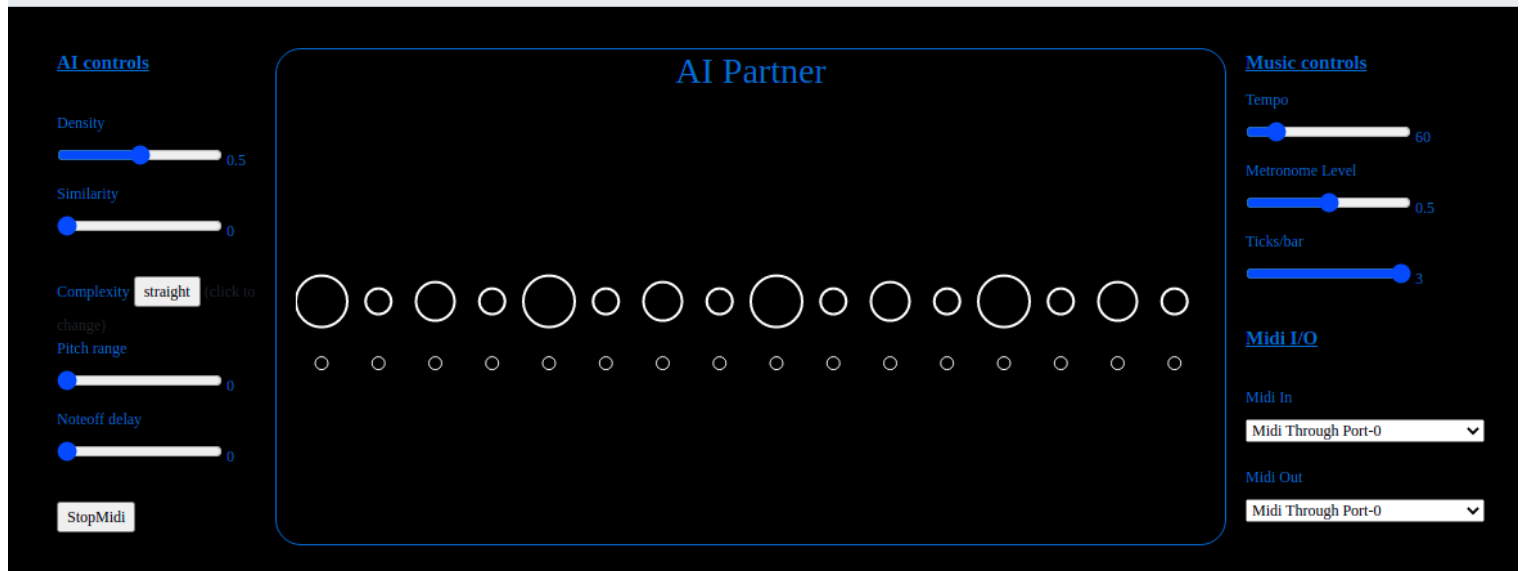 AI controls
Density
0.5
Similarity
0
Complexity straight (click to
change)
Pitch range
0
Noteoff delay
0
StopMidi
AI Partner
Music controls
Tempo
60
Metronome Level
0.5
Ticks/bar
3
Midi I/O
Midi In
Midi Through Port-0
Midi Out
Midi Through Port-0